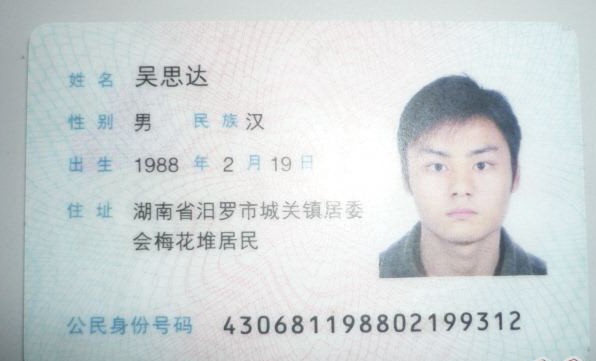 姓名 吴思达
性别 男 民族 汉
出生 1988 年 2 月 19 日
住址 湖南省汨罗市城关镇居委
会梅花堆居民
公民身份号码 430681198802199312